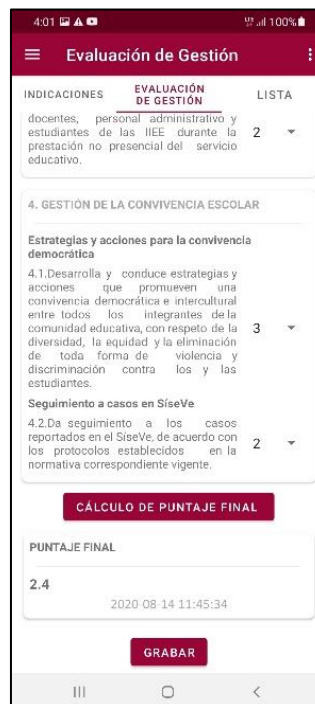 4:01 100%
Evaluación de Gestión
INDICACIONES EVALUACIÓN DE GESTIÓN LISTA
docentes, personal administrativo y
estudiantes de las IIEE durante la
prestación no presencial del servicio
educativo.
2
4. GESTIÓN DE LA CONVIVENCIA ESCOLAR
Estrategias y acciones para la convivencia
democrática
4.1.Desarrolla y conduce estrategias y
acciones que promueven una
convivencia democrática e intercultural
entre todos los integrantes de la
comunidad educativa, con respeto de la
diversidad, la equidad y la eliminación
de toda forma de violencia y
discriminación contra los y las
estudiantes.
3
Seguimiento a casos en SíseVe
4.2.Da seguimiento a los casos
reportados en el SíseVe, de acuerdo con
los protocolos establecidos en la
normativa correspondiente vigente.
2
CÁLCULO DE PUNTAJE FINAL
PUNTAJE FINAL
2.4
2020-08-14 11:45:34
GRABAR